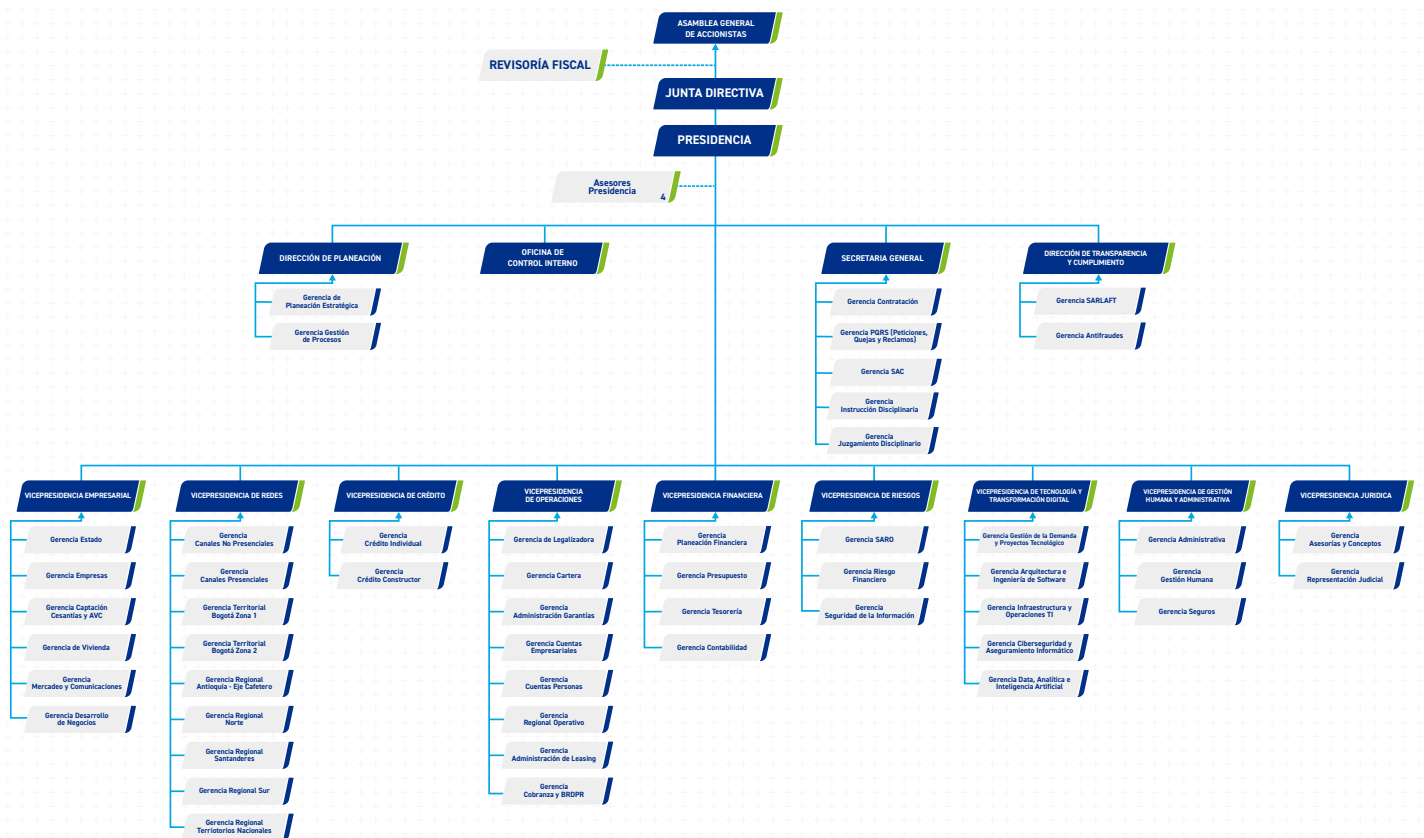 ASAMBLEA GENERAL
DE ACCIONISTAS
REVISORÍA FISCAL
JUNTA DIRECTIVA
PRESIDENCIA
Asesores
Presidencia
4
DIRECCIÓN DE PLANEACIÓN
Gerencia de
Planeación Estratégica
Gerencia Gestión
de Procesos
OFICINA DE
CONTROL INTERNO
SECRETARIA GENERAL
Gerencia Contratación
Gerencia PQRS (Peticiones,
Quejas y Reclamos)
Gerencia SAC
Gerencia
Instrucción Disciplinaria
Gerencia
Juzgamiento Disciplinario
DIRECCIÓN DE TRANSPARENCIA
Y CUMPLIMIENTO
Gerencia SARLAFT
Gerencia Antifraudes
VICEPRESIDENCIA EMPRESARIAL
Gerencia Estado
Gerencia Empresas
Gerencia Captación
Cesantías y AVC
Gerencia de Vivienda
Gerencia
Mercadeo y Comunicaciones
Gerencia Desarrollo
de Negocios
VICEPRESIDENCIA DE REDES
Gerencia
Canales No Presenciales
Gerencia
Canales Presenciales
Gerencia Territorial
Bogotá Zona 1
Gerencia Territorial
Bogotá Zona 2
Gerencia Regional
Antioquia - Eje Cafetero
Gerencia Regional
Norte
Gerencia Regional
Santanderes
Gerencia Regional Sur
Gerencia Regional
Terriotorios Nacionales
VICEPRESIDENCIA DE CRÉDITO
Gerencia
Crédito Individual
Gerencia
Crédito Constructor
VICEPRESIDENCIA
DE OPERACIONES
Gerencia de Legalizadora
Gerencia Cartera
Gerencia
Administración Garantías
Gerencia Cuentas
Empresariales
Gerencia
Cuentas Personas
Gerencia
Regional Operativo
Gerencia
Administración de Leasing
Gerencia
Cobranza y BRDPR
VICEPRESIDENCIA FINANCIERA
Gerencia
Planeación Financiera
Gerencia Presupuesto
Gerencia Tesorería
Gerencia Contabilidad
VICEPRESIDENCIA DE RIESGOS
Gerencia SARO
Gerencia Riesgo
Financiero
Gerencia
Seguridad de la Información
VICEPRESIDENCIA DE TECNOLOGÍA Y
TRANSFORMACIÓN DIGITAL
Gerencia Gestión de la Demanda
y Proyectos Tecnológico
Gerencia Arquitectura e
Ingeniería de Software
Gerencia Infraestructura y
Operaciones TI
Gerencia Ciberseguridad y
Aseguramiento Informático
Gerencia Data, Analítica e
Inteligencia Artificial
VICEPRESIDENCIA DE GESTIÓN
HUMANA Y ADMINISTRATIVA
Gerencia Administrativa
Gerencia
Gestión Humana
Gerencia Seguros
VICEPRESIDENCIA JURIDICA
Gerencia
Asesorías y Conceptos
Gerencia
Representación Judicial